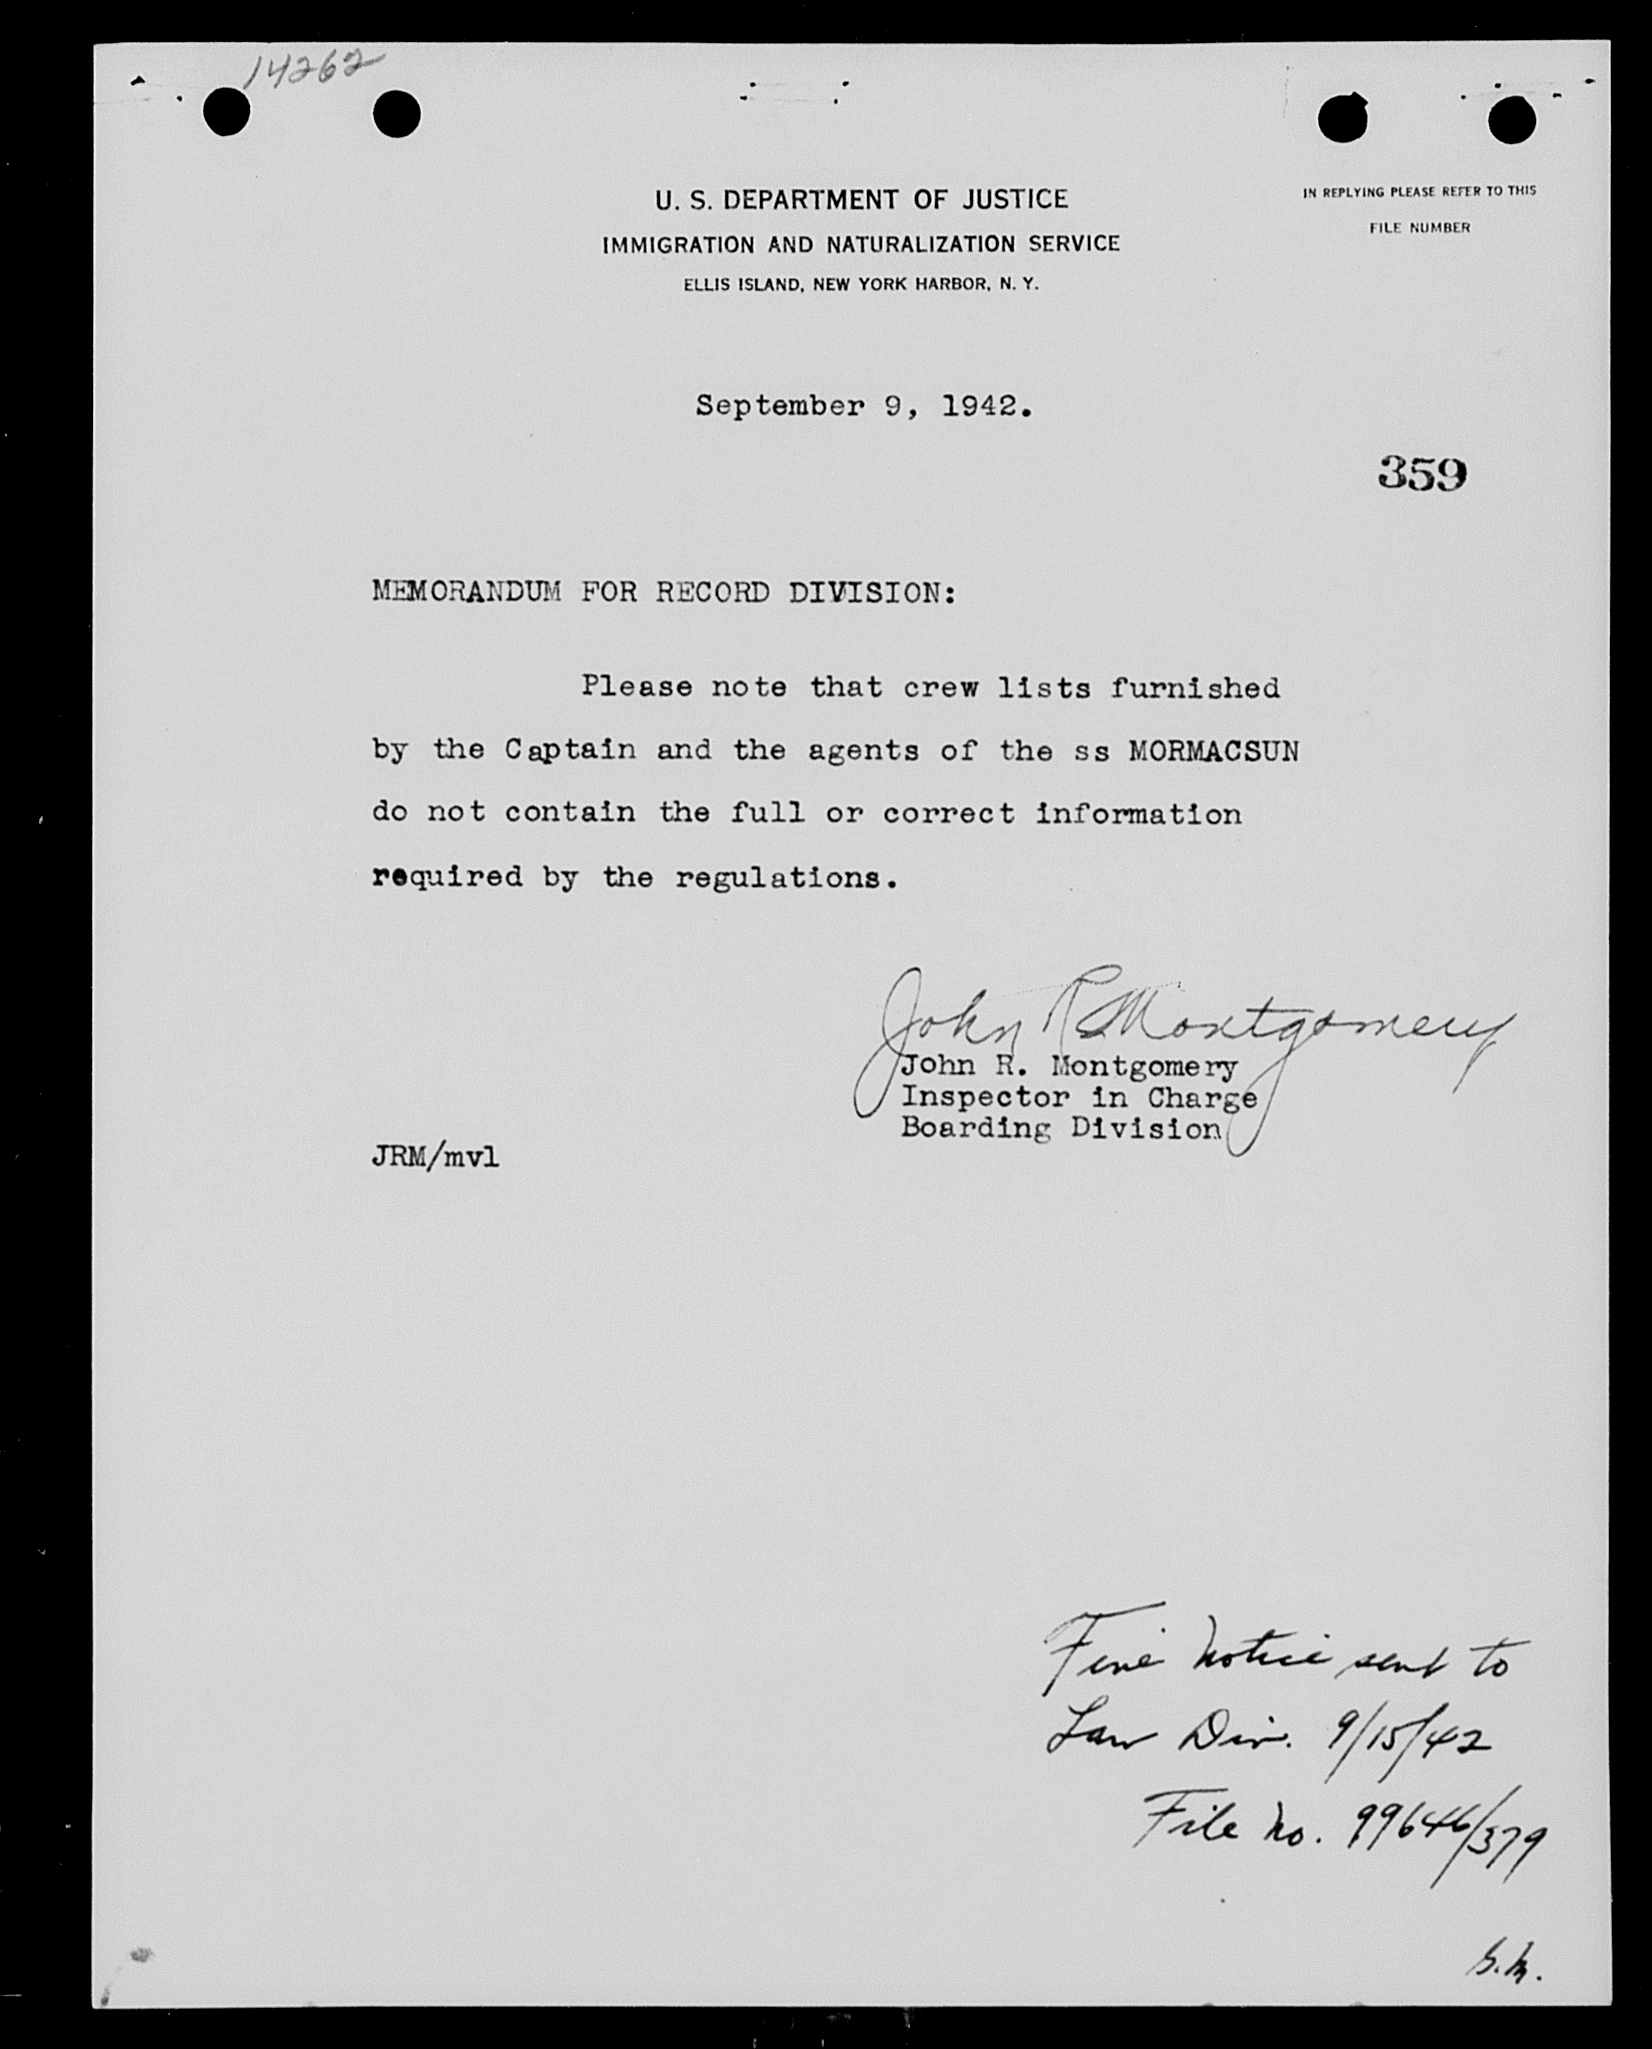 14262
U. S. DEPARTMENT OF JUSTICE
IMMIGRATION AND NATURALIZATION SERVICE
ELLIS ISLAND, NEW YORK HARBOR, N. Y.
IN REPLYING PLEASE REFER TO THIS
FILE NUMBER
September 9, 1942.
359
MEMORANDUM FOR RECORD DIVISION:
Please note that crew lists furnished
by the Captain and the agents of the ss MORMACSUN
do not contain the full or correct information
required by the regulations.
John R Montgomery
John R. Montgomery
Inspector in Charge
Boarding Division
JRM/mvl
Fine notice sent to
Law Div. 9/15/42
File no. 99646/379